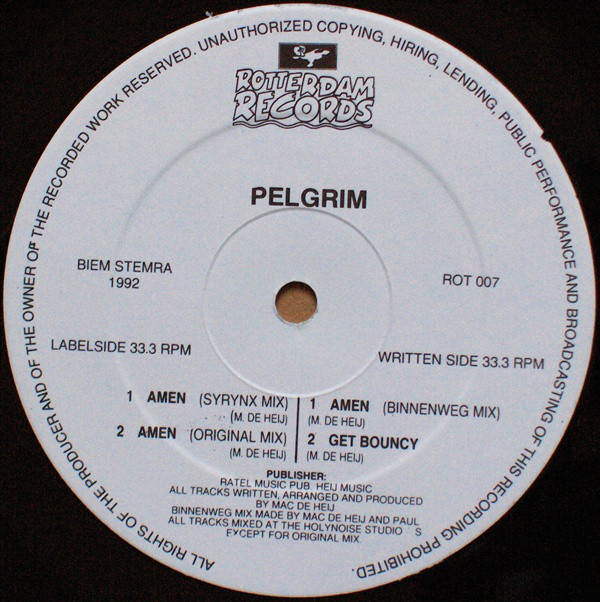 ALL RIGHTS OF THE PRODUCER AND OF THE OWNER OF THE RECORDED WORK RESERVED. UNAUTHORIZED COPYING, HIRING, LENDING, PUBLIC PERFORMANCE AND BROADCASTING OF THIS RECORDING PROHIBITED.
ROTTERDAM
RECORDS
PELGRIM
BIEM STEMRA
1992
ROT 007
LABELSIDE 33.3 RPM
WRITTEN SIDE 33.3 RPM
1 AMEN (SYRYNX MIX)
(M. DE HEIJ)
2 AMEN (ORIGINAL MIX)
(M. DE HEIJ)
1 AMEN (BINNENWEG MIX)
(M. DE HEIJ)
2 GET BOUNCY
(M. DE HEIJ)
PUBLISHER:
RATEL MUSIC PUB. HEIJ MUSIC
ALL TRACKS WRITTEN, ARRANGED AND PRODUCED
BY MAC DE HEIJ
BINNENWEG MIX MADE BY MAC DE HEIJ AND PAUL
ALL TRACKS MIXED AT THE HOLYNOISE STUDIO S
EXCEPT FOR ORIGINAL MIX.